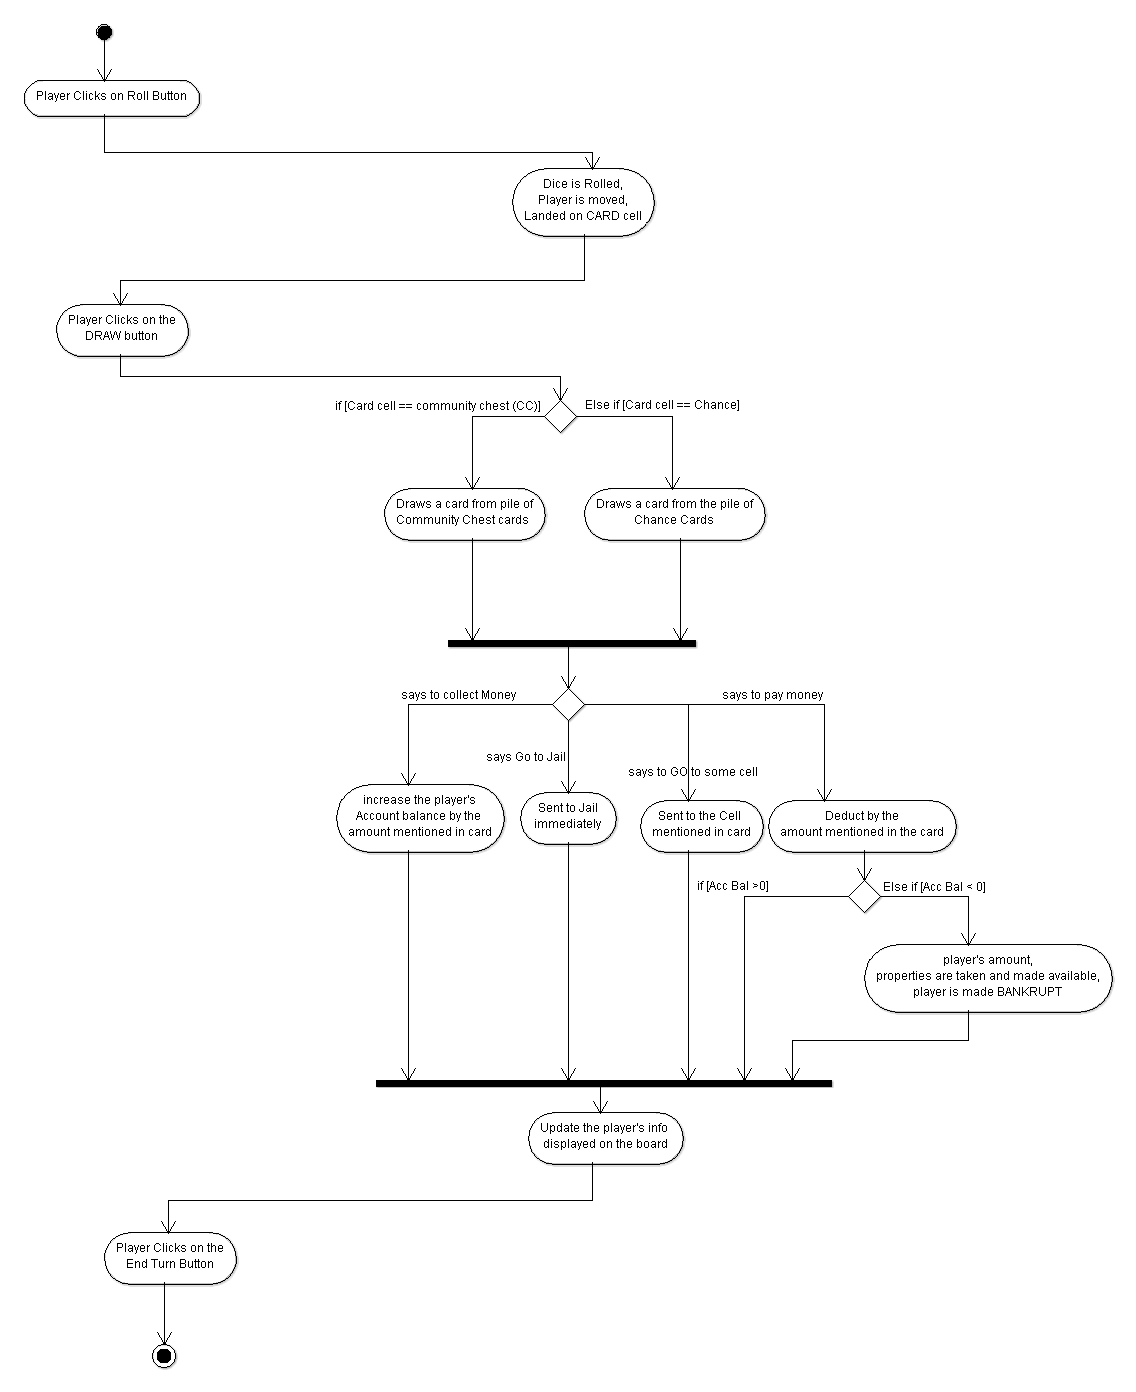 Player Clicks on Roll Button
Dice is Rolled,
Player is moved,
Landed on CARD cell
Player Clicks on the
DRAW button
if [Card cell == community chest (CC)]
Else if [Card cell == Chance]
Draws a card from pile of
Community Chest cards
Draws a card from the pile of
Chance Cards
says to collect Money
says to pay money
says Go to Jail
says to GO to some cell
increase the player's
Account balance by the
amount mentioned in card
Sent to Jail
immediately
Sent to the Cell
mentioned in card
Deduct by the
amount mentioned in the card
if [Acc Bal >0]
Else if [Acc Bal < 0]
player's amount,
properties are taken and made available,
player is made BANKRUPT
Update the player's info
displayed on the board
Player Clicks on the
End Turn Button